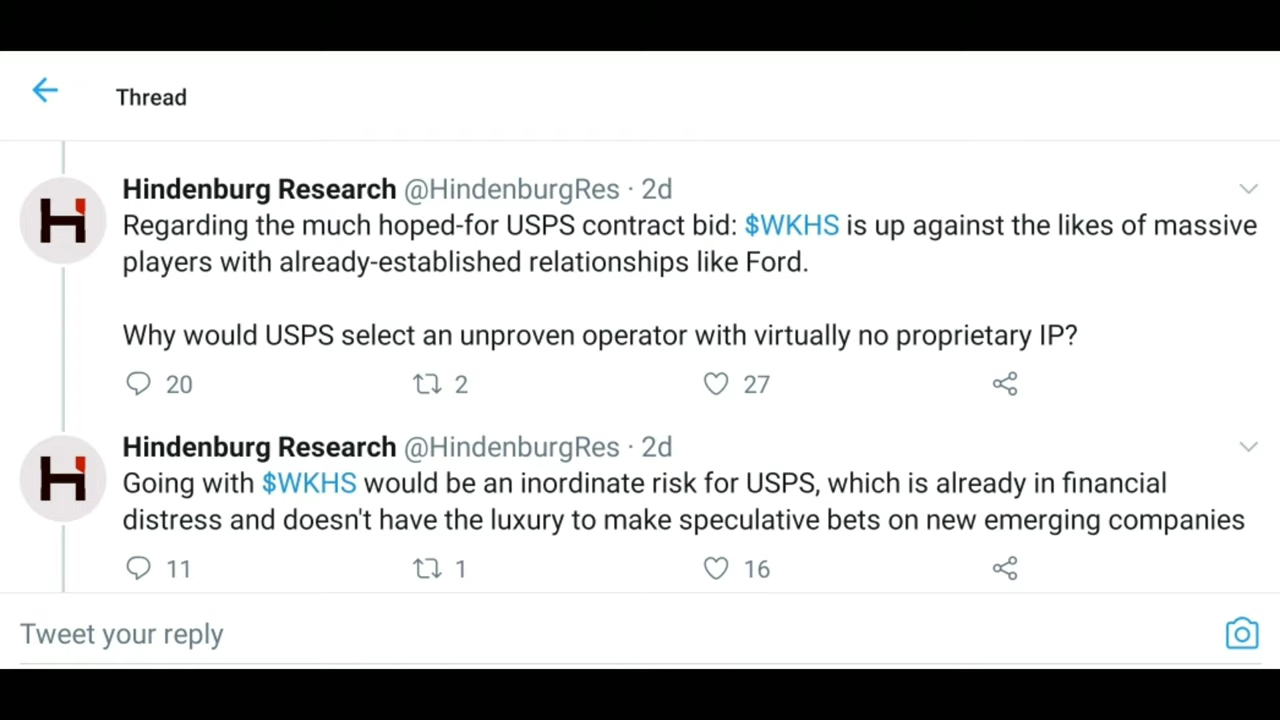 Thread
Hindenburg Research @HindenburgRes · 2d
Regarding the much hoped-for USPS contract bid: $WKHS is up against the likes of massive
players with already-established relationships like Ford.
Why would USPS select an unproven operator with virtually no proprietary IP?
20 2 27
Hindenburg Research @HindenburgRes · 2d
Going with $WKHS would be an inordinate risk for USPS, which is already in financial
distress and doesn't have the luxury to make speculative bets on new emerging companies
11 1 16
Tweet your reply